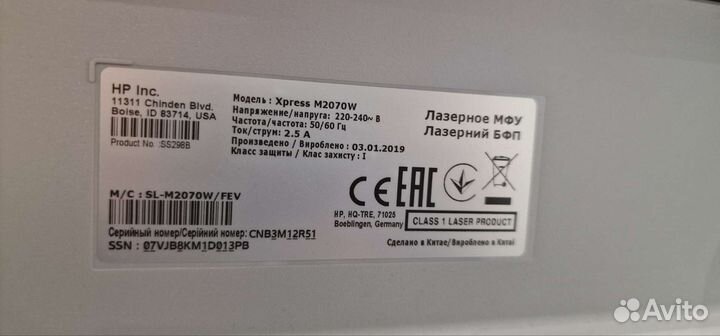 HP Inc.
11311 Chinden Blvd.
Boise, ID 83714, USA
Product No.:SS298B
M/C : SL-M2070W/FEV
Серийный номер/Серійний номер: CNB3M12R51
SSN : 07VJB8KM1D013PB
Модель : Xpress M2070W
Напряжение/напруга: 220-240~ В
Частота/частота: 50/60 Гц
Ток/струм: 2.5 А
Произведено / Вироблено : 03.01.2019
Класс защиты / Клас захисту : I
Лазерное МФУ
Лазерний БФП
CE EAC
HP, HQ-TRE, 71025
Boeblingen, Germany
CLASS 1 LASER PRODUCT
Сделано в Китае/Вироблено в Китаї
Avito